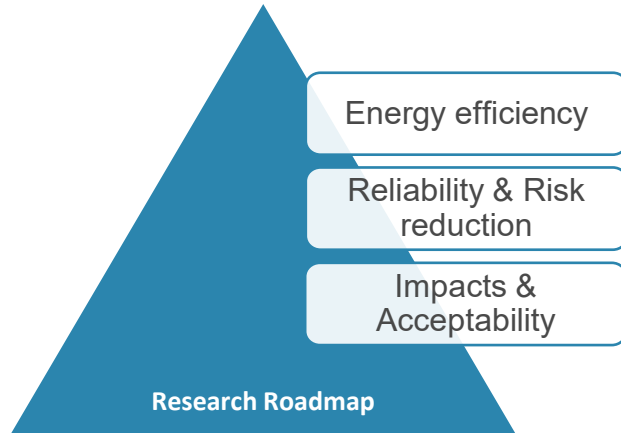 Energy efficiency
Reliability & Risk
reduction
Impacts &
Acceptability
Research Roadmap